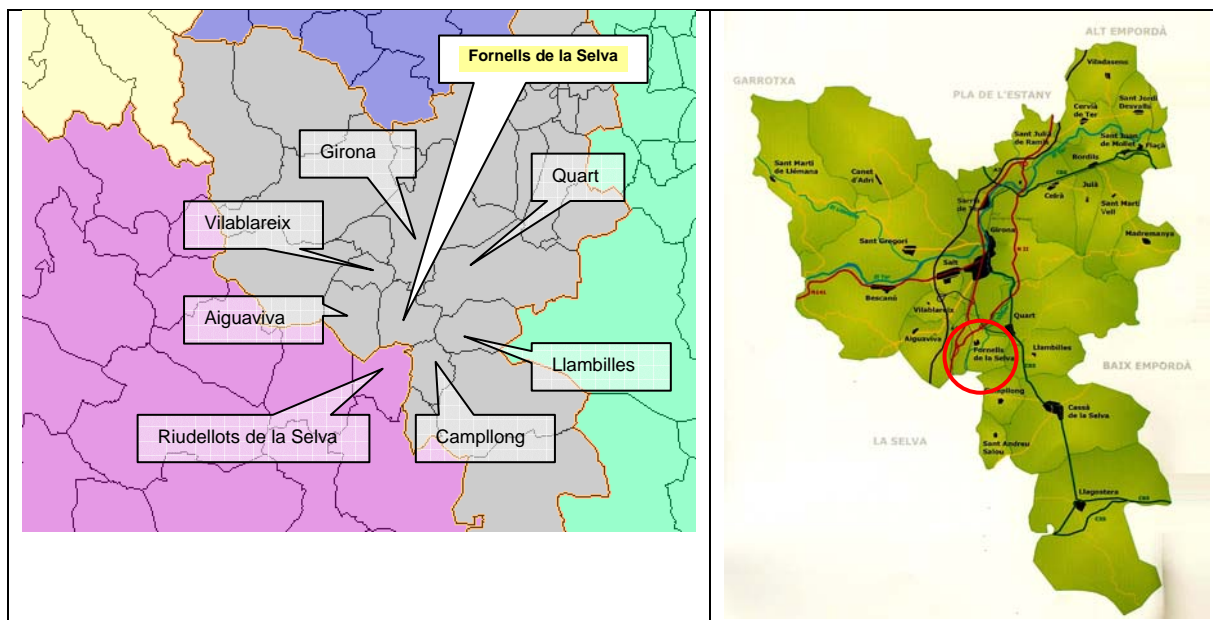 Fornells de la Selva
Girona
Quart
Vilablareix
Aiguaviva
Llambilles
Riudellots de la Selva
Campllong
ALT EMPORDÀ
Viladasens
GARROTXA
PLA DE L'ESTANY
Cervià
de Ter
Sant Jordi
Desvalls
Sant Julià
de Ramis
Sant Joan
de Mollet
Flaçà
Bordils
Sant Martí
de Llémana
Canet
d'Adri
Celrà
Juià
Sant Martí
Vell
Sarrià
de Ter
Madremanya
Girona
Sant Gregori
N II
Salt
N141
Bescanó
Vilablareix
Quart
Aiguaviva
Fornells
de la Selva
Llambilles
BAIX EMPORDÀ
Campllong
Cassà
de la Selva
LA SELVA
Sant Andreu
Salou
Llagostera